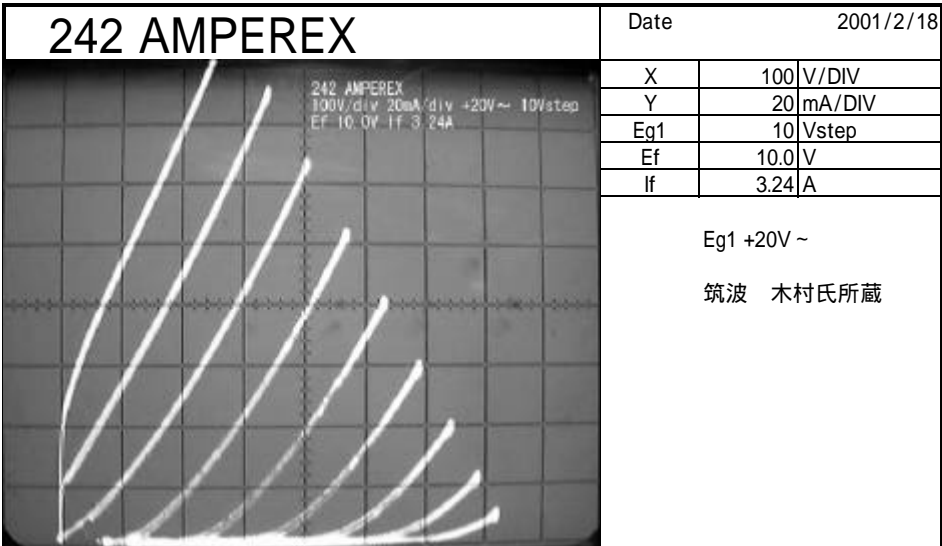 242 AMPEREX
Date 2001/2/18
242 AMPEREX
100V/div 20mA/div +20V~ 10Vstep
Ef 10.0V If 3.24A
X 100 V/DIV
Y 20 mA/DIV
Eg1 10 Vstep
Ef 10.0 V
If 3.24 A
Eg1 +20V ~
筑波 木村氏所蔵